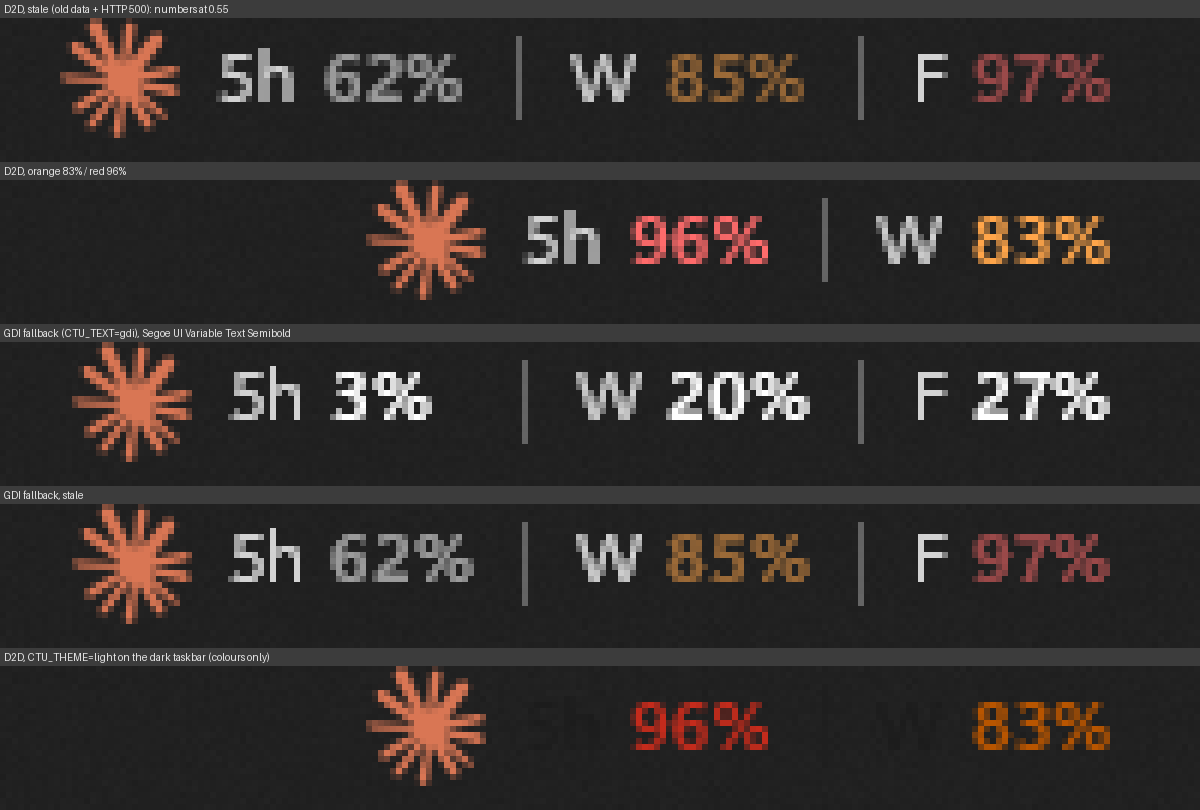 D2D, stale (old data + HTTP 500): numbers at 0.55
5h 62% W 85% F 97%
D2D, orange 83% / red 96%
5h 96% W 83%
GDI fallback (CTU_TEXT=gdi), Segoe UI Variable Text Semibold
5h 3% W 20% F 27%
GDI fallback, stale
5h 62% W 85% F 97%
D2D, CTU_THEME=light on the dark taskbar (colours only)
5h 96% W 83%